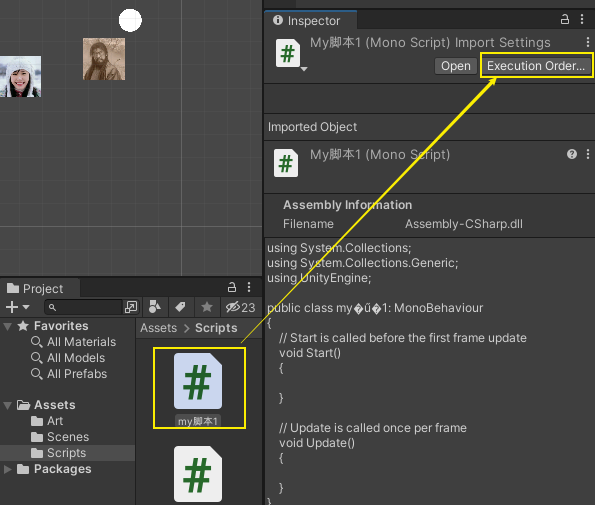 Inspector
My脚本1 (Mono Script) Import Settings
Open
Execution Order...
Imported Object
My脚本1 (Mono Script)
Assembly Information
Filename Assembly-CSharp.dll
using System.Collections;
using System.Collections.Generic;
using UnityEngine;
public class my�ű�1: MonoBehaviour
{
// Start is called before the first frame update
void Start()
{
}
// Update is called once per frame
void Update()
{
}
}
Project
23
Favorites
All Materials
All Models
All Prefabs
Assets
Art
Scenes
Scripts
Packages
Assets > Scripts
#
my脚本1
#